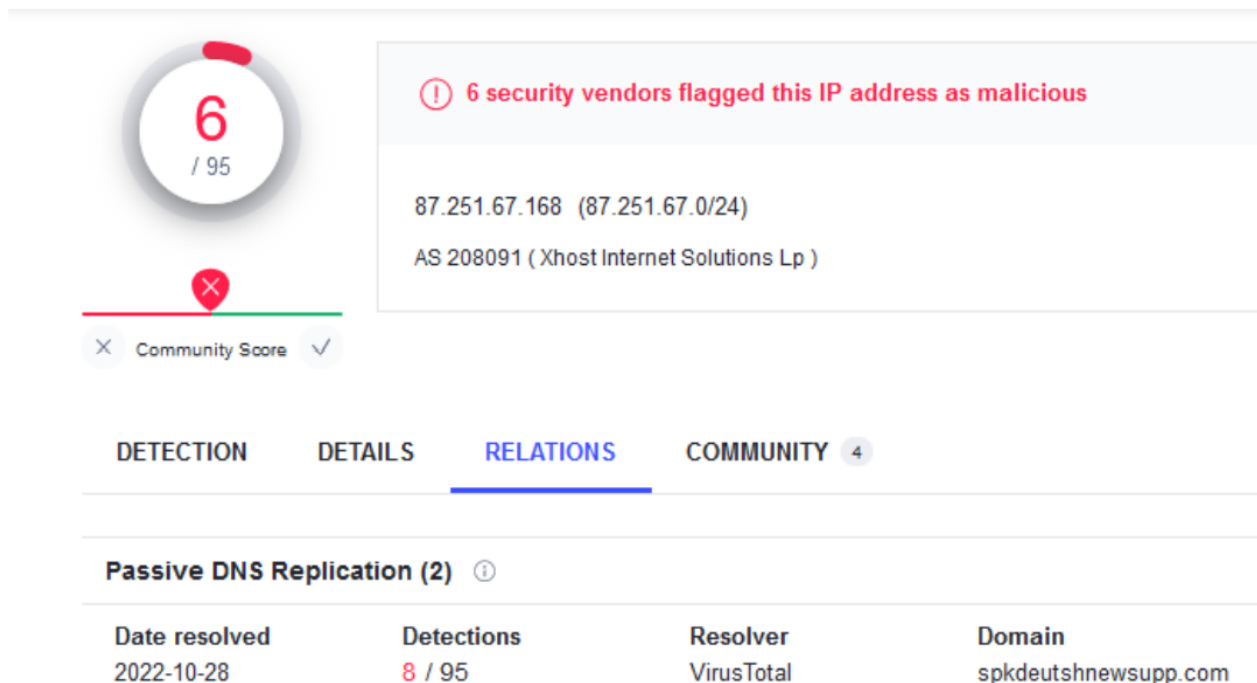 6
/ 95
6 security vendors flagged this IP address as malicious
87.251.67.168 (87.251.67.0/24)
AS 208091 ( Xhost Internet Solutions Lp )
Community Score
DETECTION DETAILS RELATIONS COMMUNITY 4
Passive DNS Replication (2)
Date resolved Detections Resolver Domain
2022-10-28 8 / 95 VirusTotal spkdeutshnewsupp.com